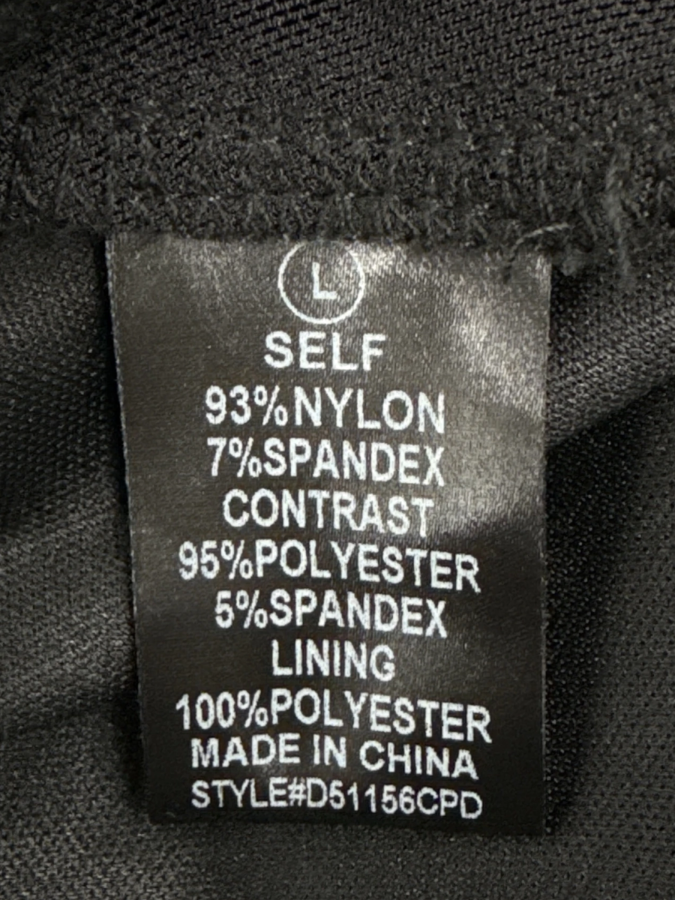 L
SELF
93%NYLON
7%SPANDEX
CONTRAST
95%POLYESTER
5%SPANDEX
LINING
100%POLYESTER
MADE IN CHINA
STYLE#D51156CPD